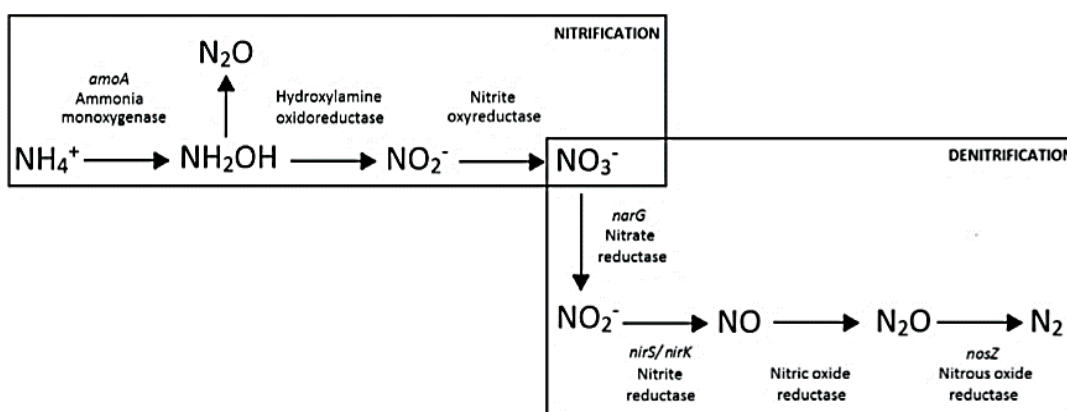 NITRIFICATION
N₂O
amoA
Ammonia
monoxygenase
Hydroxylamine
oxidoreductase
Nitrite
oxyreductase
NH₄⁺
NH₂OH
NO₂⁻
NO₃⁻
DENITRIFICATION
narG
Nitrate
reductase
NO₂⁻
NO
N₂O
N₂
nirS/nirK
Nitrite
reductase
Nitric oxide
reductase
nosZ
Nitrous oxide
reductase